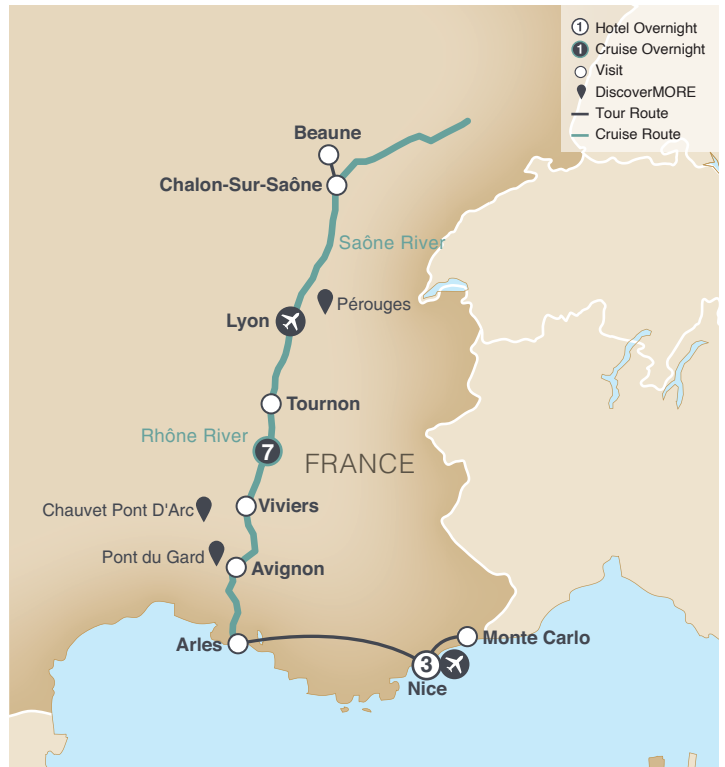 1 Hotel Overnight
1 Cruise Overnight
Visit
DiscoverMORE
Tour Route
Cruise Route
Beaune
Chalon-Sur-Saône
Saône River
Pérouges
Lyon
Tournon
Rhône River
7
FRANCE
Chauvet Pont D'Arc
Viviers
Pont du Gard
Avignon
Arles
Monte Carlo
3
Nice